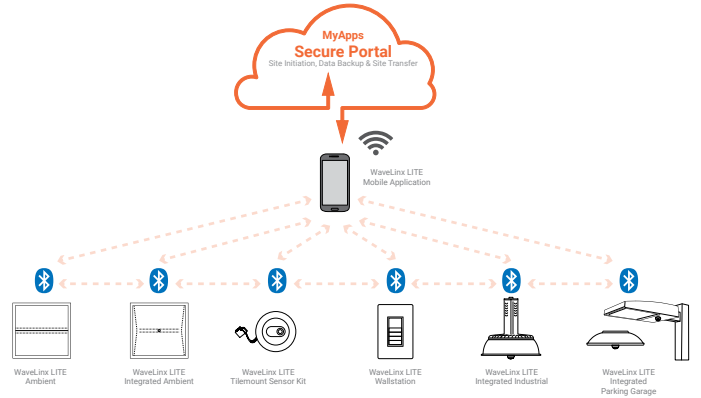 MyApps
Secure Portal
Site Initiation, Data Backup & Site Transfer
WaveLinx LITE
Mobile Application
WaveLinx LITE
Ambient
WaveLinx LITE
Integrated Ambient
WaveLinx LITE
Tilemount Sensor Kit
WaveLinx LITE
Wallstation
WaveLinx LITE
Integrated Industrial
WaveLinx LITE
Integrated
Parking Garage